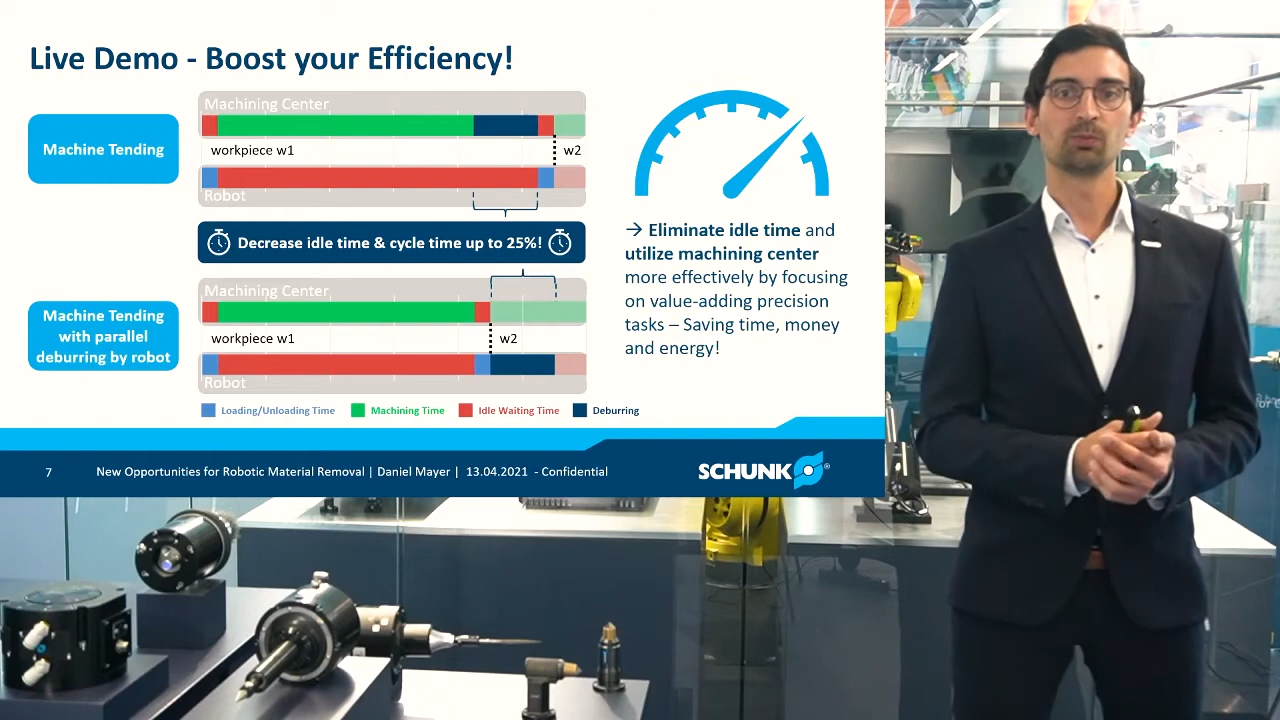 Live Demo - Boost your Efficiency!
Machine Tending
Machining Center
workpiece w1
w2
Robot
Decrease idle time & cycle time up to 25%!
Machine Tending
with parallel
deburring by robot
Machining Center
workpiece w1
w2
Robot
Loading/Unloading Time
Machining Time
Idle Waiting Time
Deburring
→ Eliminate idle time and
utilize machining center
more effectively by focusing
on value-adding precision
tasks – Saving time, money
and energy!
7
New Opportunities for Robotic Material Removal | Daniel Mayer | 13.04.2021 - Confidential
SCHUNK®